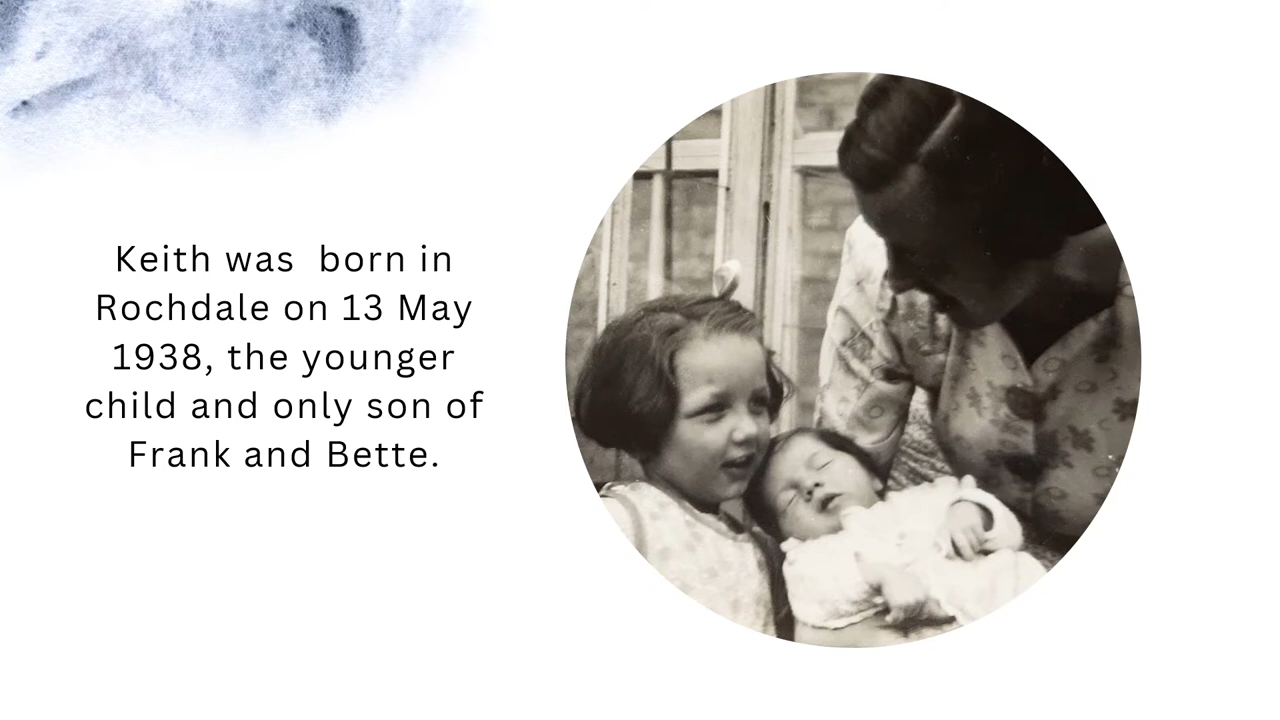 Keith was  born in
Rochdale on 13 May
1938, the younger
child and only son of
Frank and Bette.